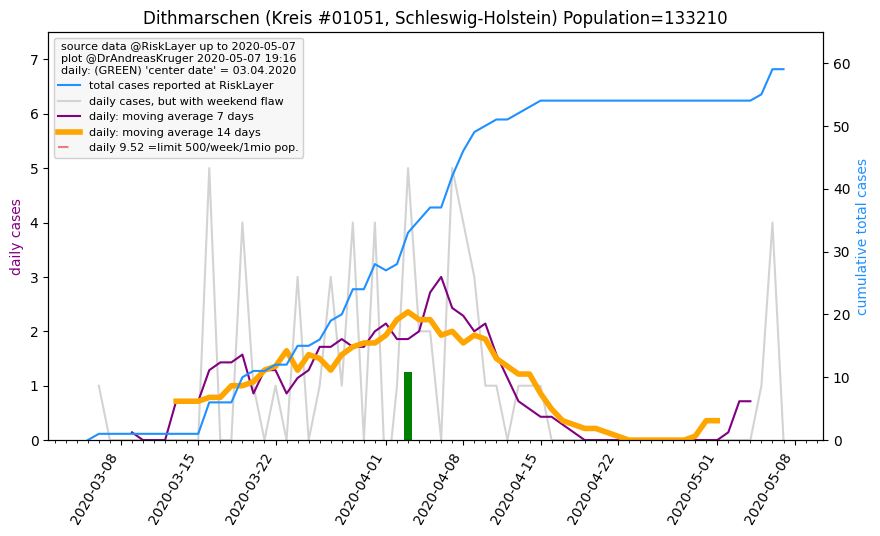 Dithmarschen (Kreis #01051, Schleswig-Holstein) Population=133210
source data @RiskLayer up to 2020-05-07
plot @DrAndreasKruger 2020-05-07 19:16
daily: (GREEN) 'center date' = 03.04.2020
total cases reported at RiskLayer
daily cases, but with weekend flaw
daily: moving average 7 days
daily: moving average 14 days
daily 9.52 =limit 500/week/1mio pop.
daily cases
7
6
5
4
3
2
1
0
cumulative total cases
60
50
40
30
20
10
0
2020-03-08
2020-03-15
2020-03-22
2020-04-01
2020-04-08
2020-04-15
2020-04-22
2020-05-01
2020-05-08